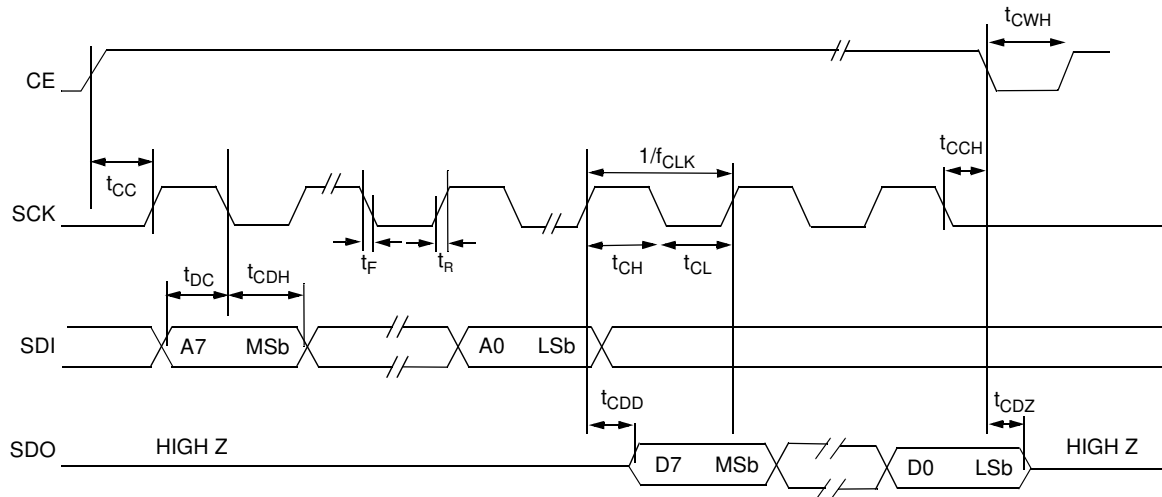 tCWH
CE
1/fCLK
tCCH
tCC
SCK
tF
tR
tCH
tCL
tDC
tCDH
SDI
A7 MSb
A0 LSb
tCDD
tCDZ
SDO
HIGH Z
D7 MSb
D0 LSb
HIGH Z